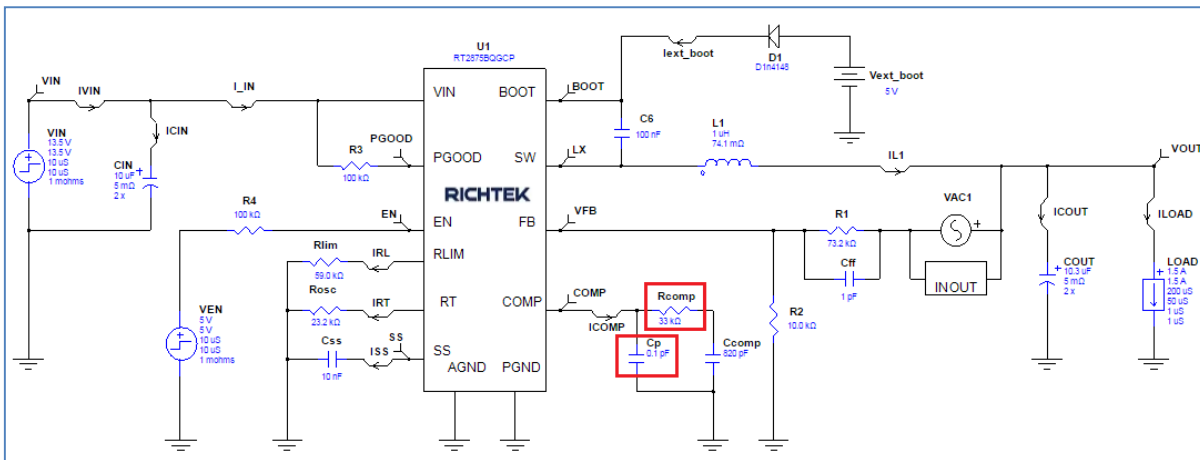 U1
RT2875BQGCP
Iext_boot
D1
D1n4148
Vext_boot
5 V
VIN
IVIN
I_IN
VIN
BOOT
BOOT
ICIN
VIN
13.5 V
13.5 V
10 uS
10 uS
1 mohms
CIN
10 uF
5 mΩ
2 x
PGOOD
R3
100 kΩ
PGOOD
SW
C6
100 nF
LX
L1
1 uH
74.1 mΩ
IL1
VOUT
RICHTEK
R4
100 kΩ
EN
EN
FB
VFB
R1
73.2 kΩ
VAC1
ICOUT
ILOAD
Cff
1 pF
INOUT
Rlim
59.0 kΩ
IRL
RLIM
COUT
10.3 uF
5 mΩ
2 x
LOAD
1.5 A
1.5 A
200 uS
50 uS
1 uS
1 uS
Rosc
23.2 kΩ
IRT
RT
COMP
COMP
ICOMP
Rcomp
33 kΩ
R2
10.0 kΩ
VEN
5 V
5 V
10 uS
10 uS
1 mohms
Css
10 nF
ISS
SS
SS
AGND
PGND
Cp
0.1 pF
Ccomp
820 pF